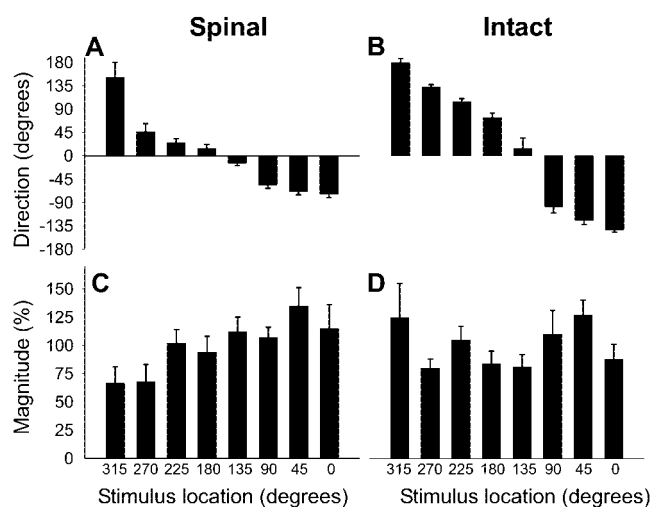 Spinal
Intact
A
B
Direction (degrees)
180
135
90
45
0
-45
-90
-135
-180
C
D
Magnitude (%)
150
125
100
75
50
25
0
315 270 225 180 135 90 45 0
315 270 225 180 135 90 45 0
Stimulus location (degrees)
Stimulus location (degrees)